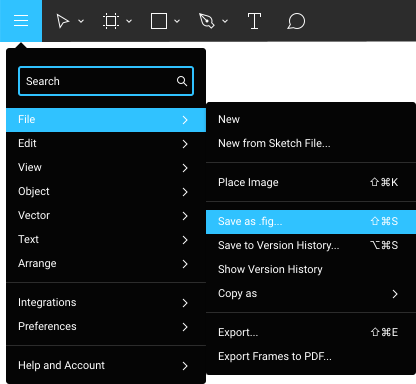 T
Search
File
Edit
View
Object
Vector
Text
Arrange
Integrations
Preferences
Help and Account
New
New from Sketch File...
Place Image ⇧⌘K
Save as .fig... ⇧⌘S
Save to Version History... ⌥⌘S
Show Version History
Copy as
Export... ⇧⌘E
Export Frames to PDF...